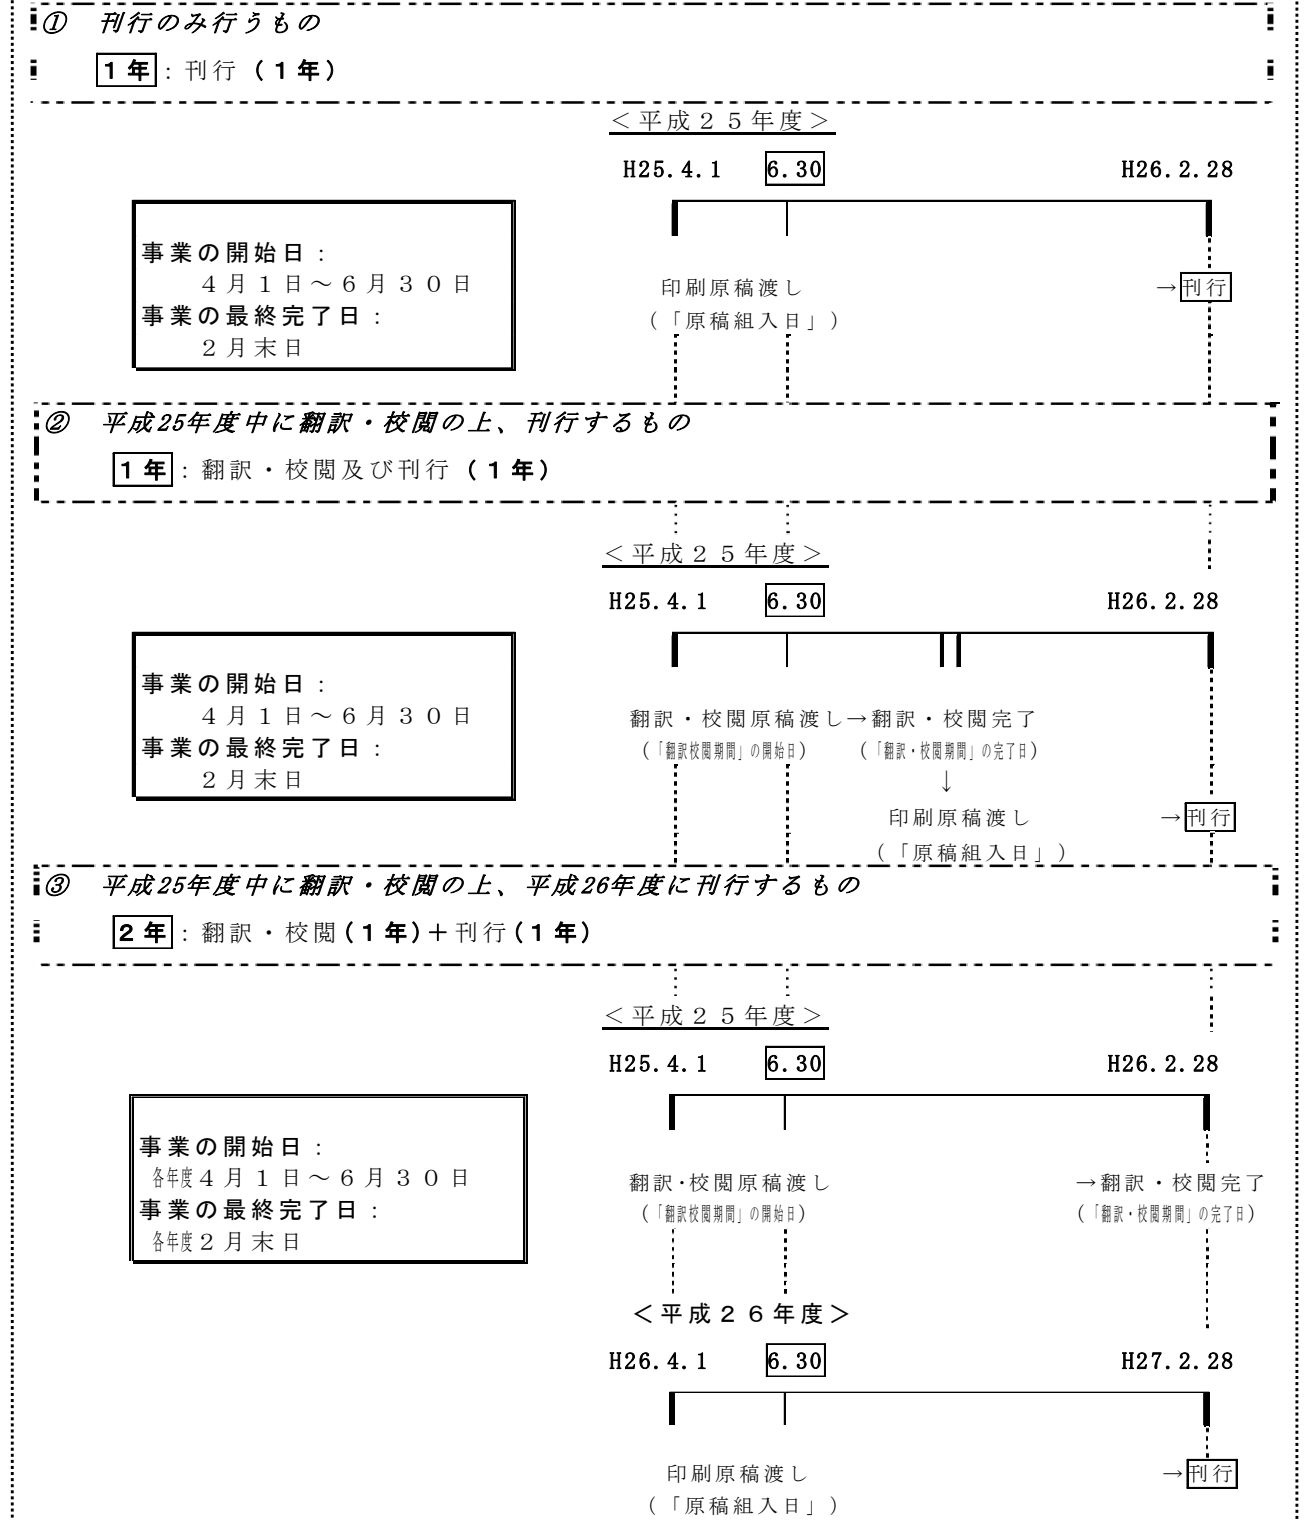 ① 刊行のみ行うもの
１年：刊行（１年）
＜平成２５年度＞
H25.4.1 6.30 H26.2.28
事業の開始日：
４月１日～６月３０日
事業の最終完了日：
２月末日
印刷原稿渡し →刊行
（「原稿組入日」）
② 平成25年度中に翻訳・校閲の上、刊行するもの
１年：翻訳・校閲及び刊行（１年）
＜平成２５年度＞
H25.4.1 6.30 H26.2.28
事業の開始日：
４月１日～６月３０日
事業の最終完了日：
２月末日
翻訳・校閲原稿渡し→翻訳・校閲完了
（「翻訳校閲期間」の開始日） （「翻訳・校閲期間」の完了日）
↓
印刷原稿渡し →刊行
（「原稿組入日」）
③ 平成25年度中に翻訳・校閲の上、平成26年度に刊行するもの
２年：翻訳・校閲（１年）＋刊行（１年）
＜平成２５年度＞
H25.4.1 6.30 H26.2.28
事業の開始日：
各年度４月１日～６月３０日
事業の最終完了日：
各年度２月末日
翻訳・校閲原稿渡し →翻訳・校閲完了
（「翻訳校閲期間」の開始日） （「翻訳・校閲期間」の完了日）
＜平成２６年度＞
H26.4.1 6.30 H27.2.28
印刷原稿渡し →刊行
（「原稿組入日」）